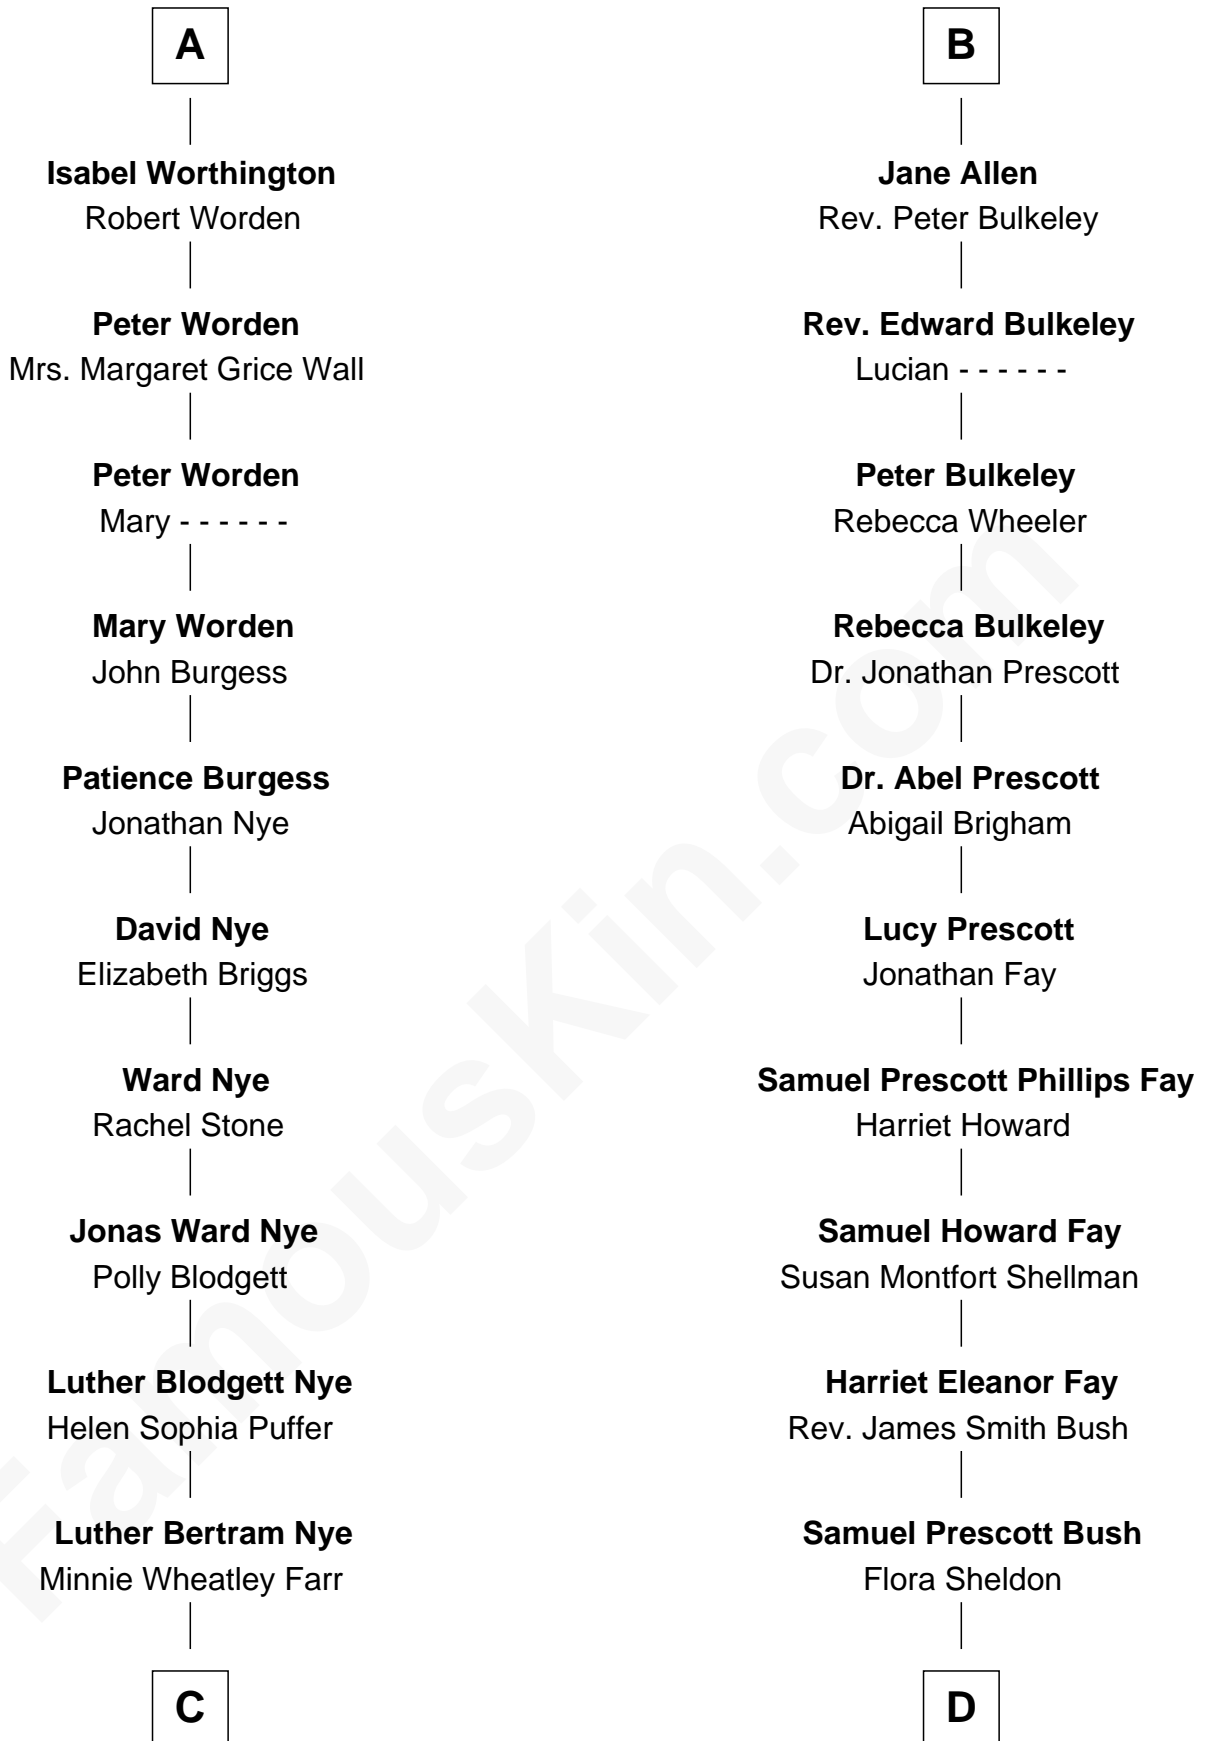 A
Isabel Worthington
Robert Worden
Peter Worden
Mrs. Margaret Grice Wall
Peter Worden
Mary - - - - - -
Mary Worden
John Burgess
Patience Burgess
Jonathan Nye
David Nye
Elizabeth Briggs
Ward Nye
Rachel Stone
Jonas Ward Nye
Polly Blodgett
Luther Blodgett Nye
Helen Sophia Puffer
Luther Bertram Nye
Minnie Wheatley Farr
C
B
Jane Allen
Rev. Peter Bulkeley
Rev. Edward Bulkeley
Lucian - - - - - -
Peter Bulkeley
Rebecca Wheeler
Rebecca Bulkeley
Dr. Jonathan Prescott
Dr. Abel Prescott
Abigail Brigham
Lucy Prescott
Jonathan Fay
Samuel Prescott Phillips Fay
Harriet Howard
Samuel Howard Fay
Susan Montfort Shellman
Harriet Eleanor Fay
Rev. James Smith Bush
Samuel Prescott Bush
Flora Sheldon
D
FamousKin.com